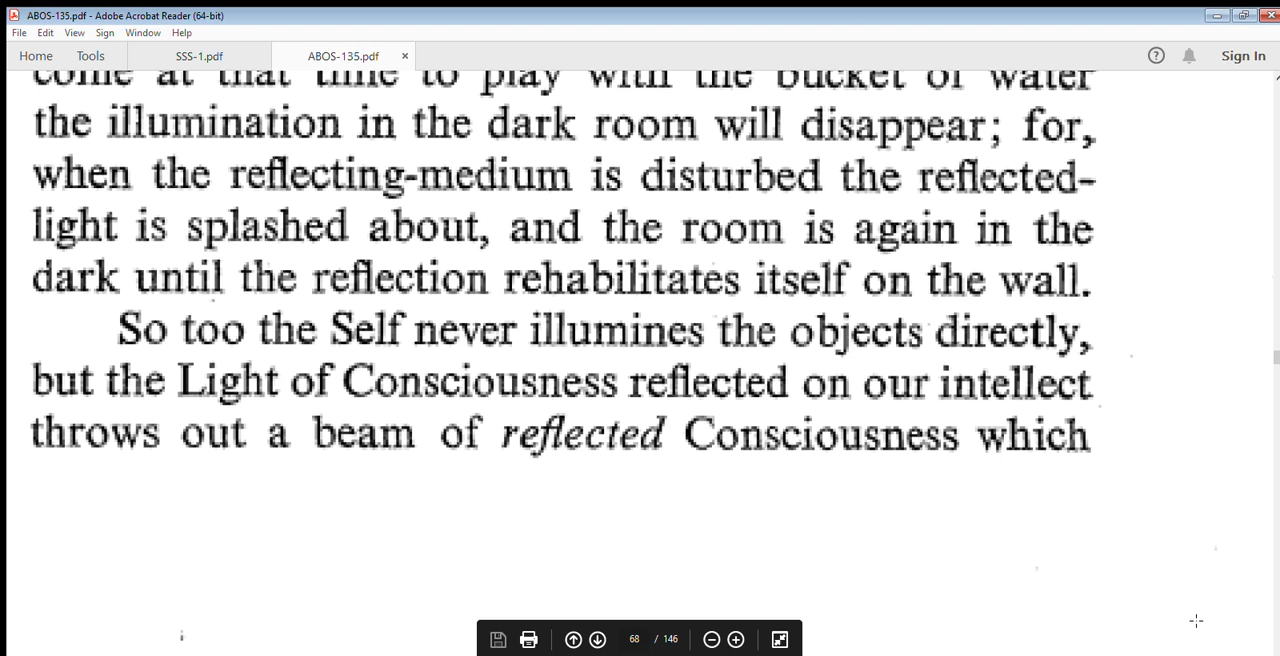 ABOS-135.pdf - Adobe Acrobat Reader (64-bit)
File Edit View Sign Window Help
Home Tools SSS-1.pdf ABOS-135.pdf × ? Sign In
come at that time to play with the bucket of water
the illumination in the dark room will disappear; for,
when the reflecting-medium is disturbed the reflected-
light is splashed about, and the room is again in the
dark until the reflection rehabilitates itself on the wall.
So too the Self never illumines the objects directly,
but the Light of Consciousness reflected on our intellect
throws out a beam of reflected Consciousness which
68 / 146